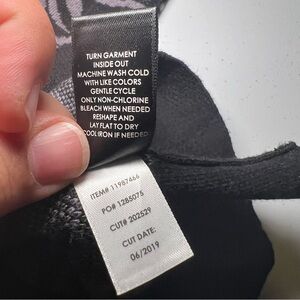 TURN GARMENT
INSIDE OUT
MACHINE WASH COLD
WITH LIKE COLORS
GENTLE CYCLE
ONLY NON-CHLORINE
BLEACH WHEN NEEDED
RESHAPE AND
LAY FLAT TO DRY
COOL IRON IF NEEDED
ITEM# 11987466
PO# 1285075
CUT# 202529
CUT DATE:
06/2019